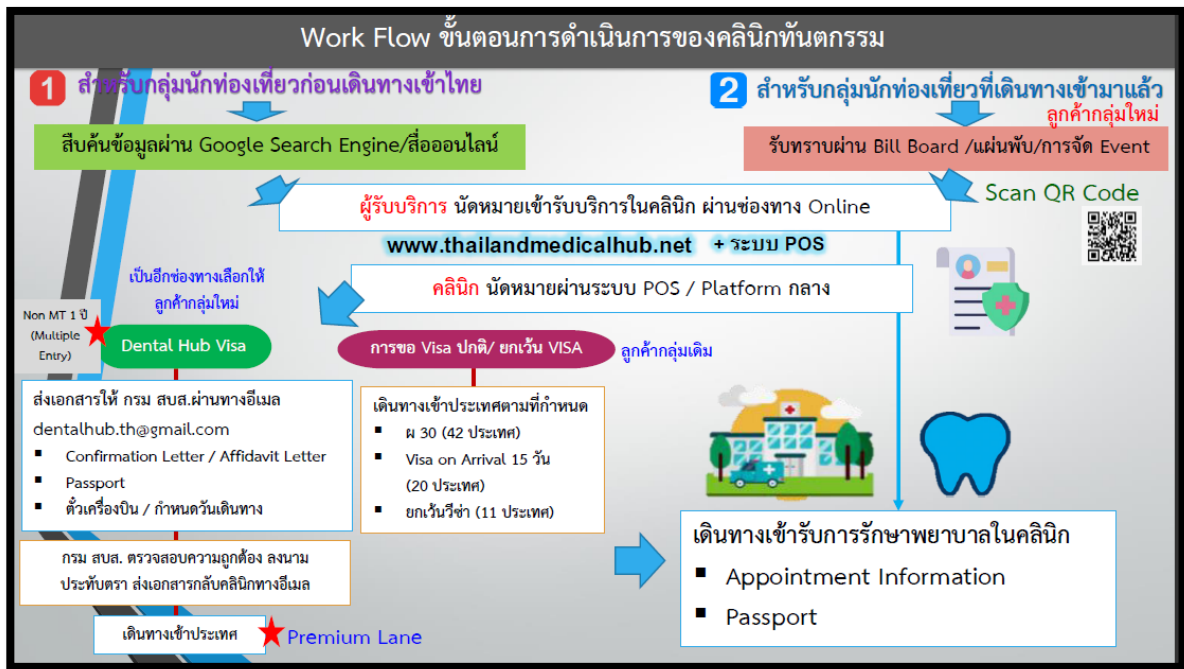 Work Flow ขั้นตอนการดำเนินการของคลินิกทันตกรรม
1 สำหรับกลุ่มนักท่องเที่ยวก่อนเดินทางเข้าไทย
2 สำหรับกลุ่มนักท่องเที่ยวที่เดินทางเข้ามาแล้ว
ลูกค้ากลุ่มใหม่
สืบค้นข้อมูลผ่าน Google Search Engine/สื่อออนไลน์
รับทราบผ่าน Bill Board /แผ่นพับ/การจัด Event
Scan QR Code
ผู้รับบริการ นัดหมายเข้ารับบริการในคลินิก ผ่านช่องทาง Online
www.thailandmedicalhub.net + ระบบ POS
คลินิก นัดหมายผ่านระบบ POS / Platform กลาง
เป็นอีกช่องทางเลือกให้
ลูกค้ากลุ่มใหม่
Non MT 1 ปี
(Multiple
Entry)
Dental Hub Visa
การขอ Visa ปกติ/ ยกเว้น VISA
ลูกค้ากลุ่มเดิม
ส่งเอกสารให้ กรม สบส.ผ่านทางอีเมล
dentalhub.th@gmail.com
▪ Confirmation Letter / Affidavit Letter
▪ Passport
▪ ตั๋วเครื่องบิน / กำหนดวันเดินทาง
เดินทางเข้าประเทศตามที่กำหนด
▪ ผ 30 (42 ประเทศ)
▪ Visa on Arrival 15 วัน
(20 ประเทศ)
▪ ยกเว้นวีซ่า (11 ประเทศ)
กรม สบส. ตรวจสอบความถูกต้อง ลงนาม
ประทับตรา ส่งเอกสารกลับคลินิกทางอีเมล
เดินทางเข้าประเทศ
Premium Lane
เดินทางเข้ารับการรักษาพยาบาลในคลินิก
▪ Appointment Information
▪ Passport